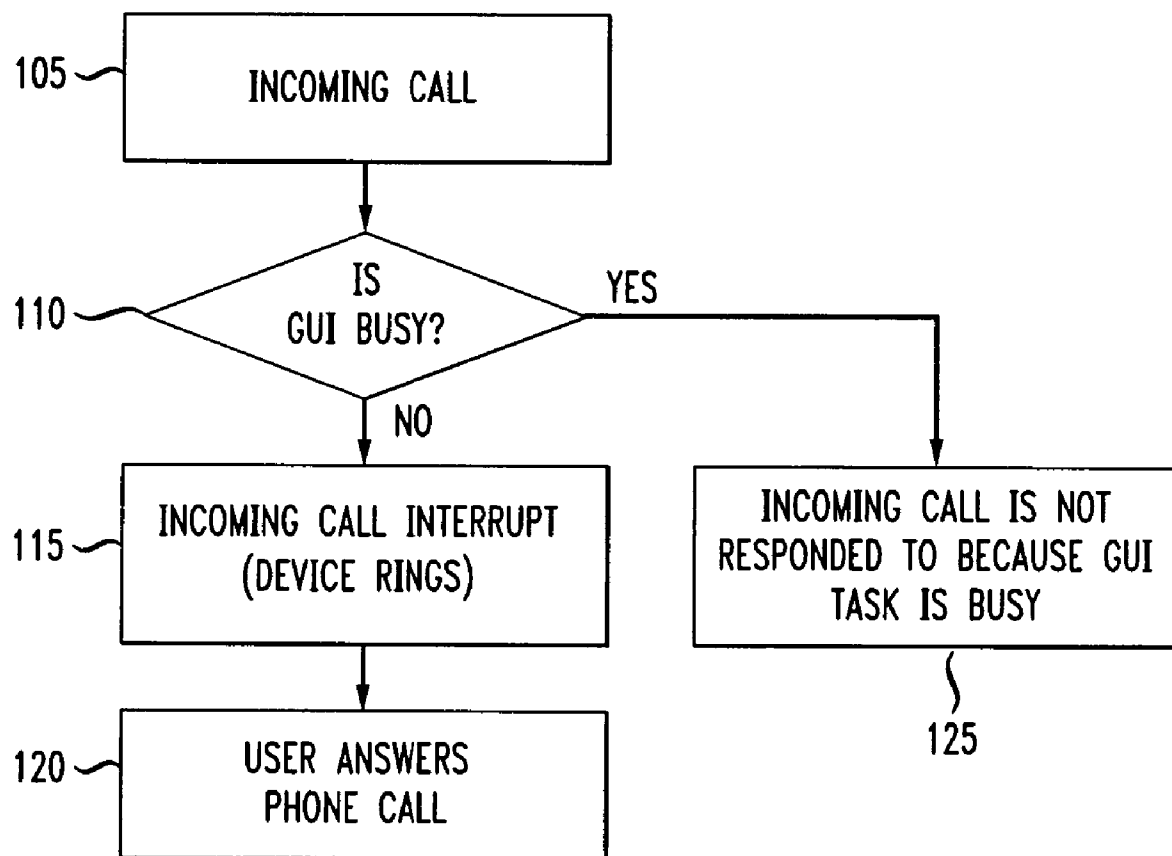 105
INCOMING CALL
110
IS
GUI BUSY?
YES
NO
115
INCOMING CALL INTERRUPT
(DEVICE RINGS)
INCOMING CALL IS NOT
RESPONDED TO BECAUSE GUI
TASK IS BUSY
125
120
USER ANSWERS
PHONE CALL